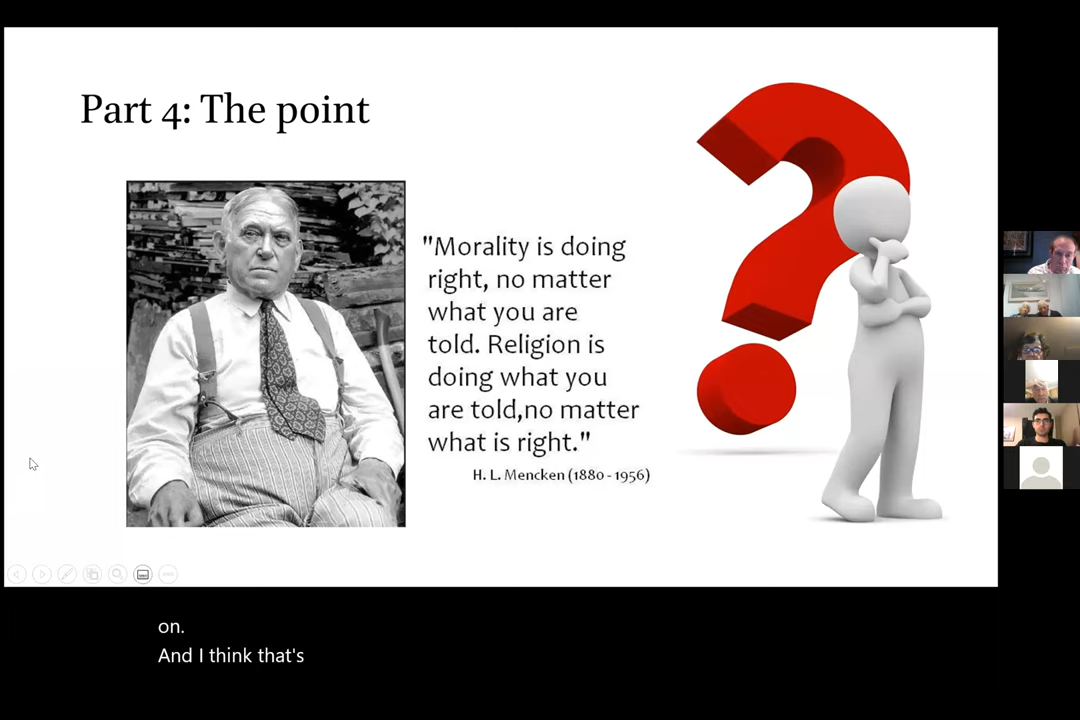 Part 4: The point
"Morality is doing
right, no matter
what you are
told. Religion is
doing what you
are told,no matter
what is right."
H. L. Mencken (1880 - 1956)
on.
And I think that's